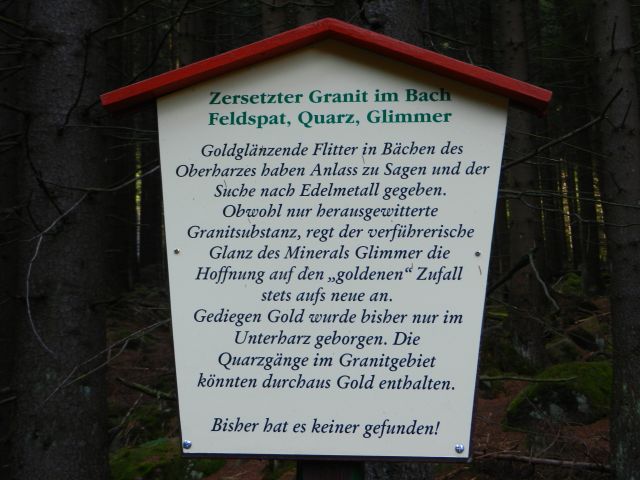 Zersetzter Granit im Bach
Feldspat, Quarz, Glimmer
Goldglänzende Flitter in Bächen des
Oberharzes haben Anlass zu Sagen und der
Suche nach Edelmetall gegeben.
Obwohl nur herausgewitterte
Granitsubstanz, regt der verführerische
Glanz des Minerals Glimmer die
Hoffnung auf den „goldenen“ Zufall
stets aufs neue an.
Gediegen Gold wurde bisher nur im
Unterharz geborgen. Die
Quarzgänge im Granitgebiet
könnten durchaus Gold enthalten.
Bisher hat es keiner gefunden!